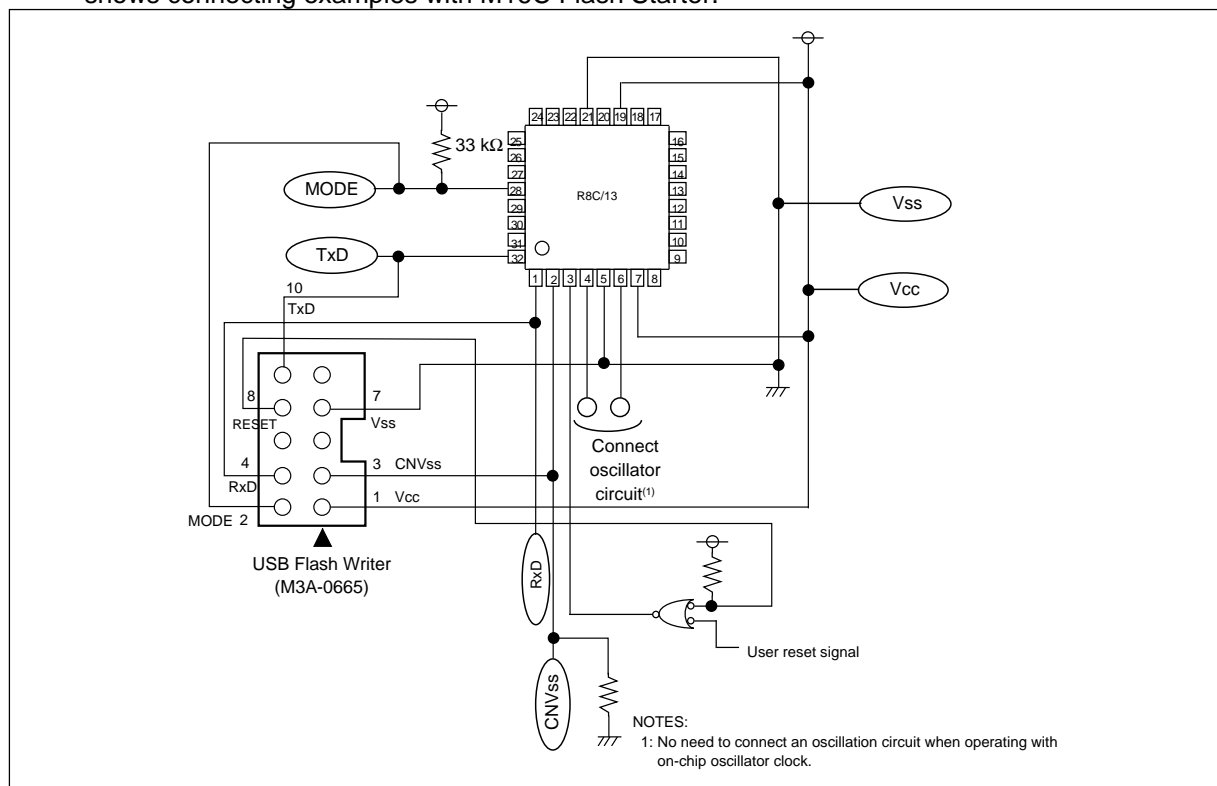 shows connecting examples with M16C Flash Starter.
24 23 22 21 20 19 18 17
33 kΩ
25
26
27
28
29
30
31
32
R8C/13
16
15
14
13
12
11
10
9
1 2 3 4 5 6 7 8
MODE
TxD
Vss
Vcc
10
TxD
8
RESET
7
Vss
4
RxD
3 CNVss
MODE 2
1 Vcc
Connect
oscillator
circuit(1)
USB Flash Writer
(M3A-0665)
RxD
CNVss
User reset signal
NOTES:
1: No need to connect an oscillation circuit when operating with
on-chip oscillator clock.